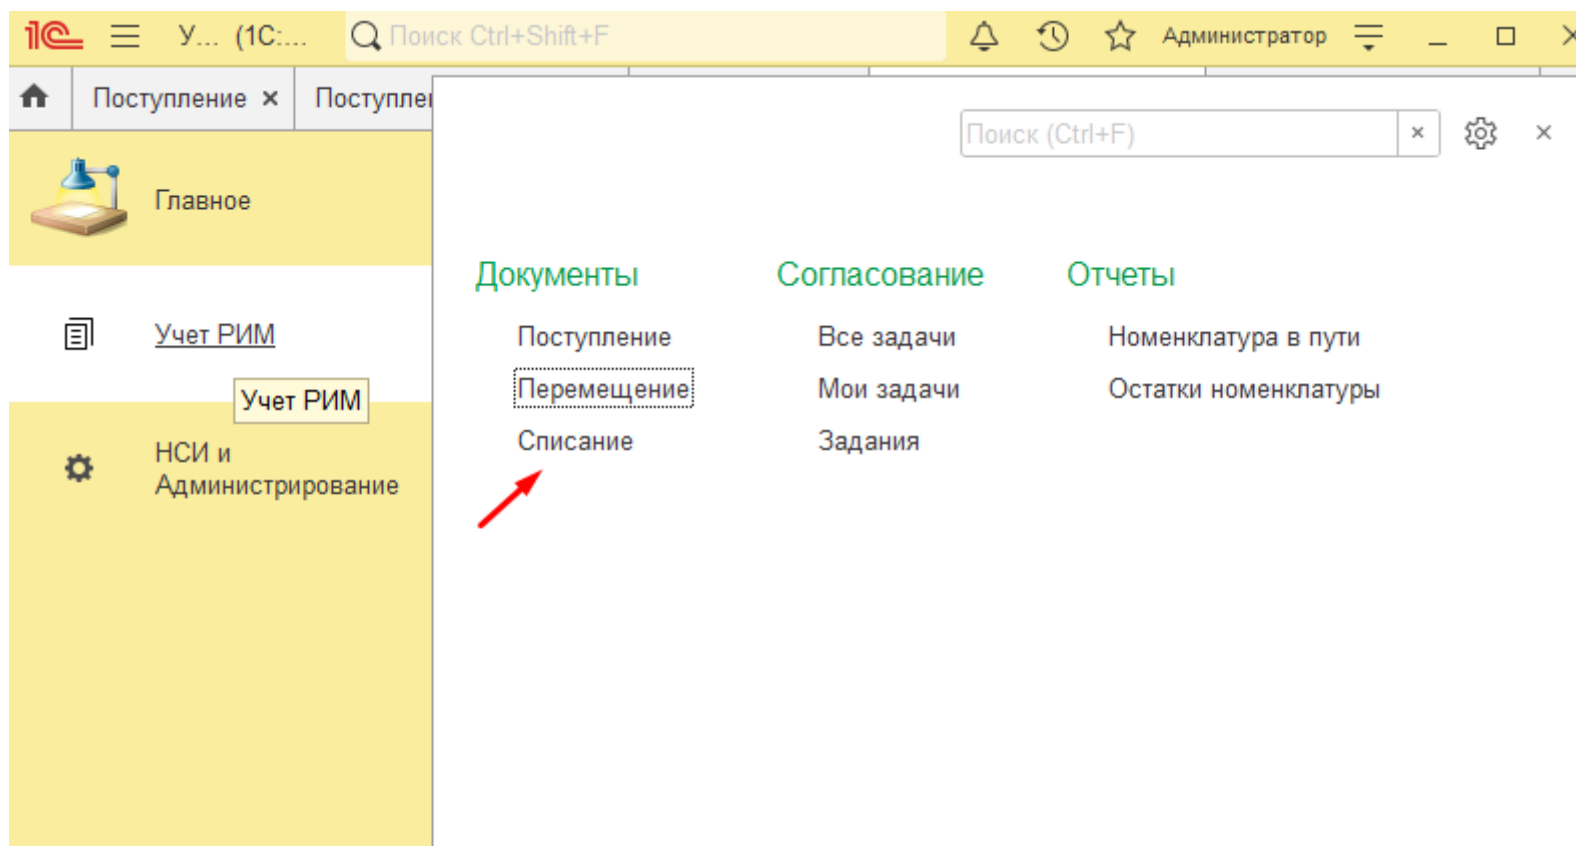 1С У... (1С:... Поиск Ctrl+Shift+F Администратор
Поступление Поступлен
Поиск (Ctrl+F)
Главное
Учет РИМ
Учет РИМ
НСИ и
Администрирование
Документы
Поступление
Перемещение
Списание
Согласование
Все задачи
Мои задачи
Задания
Отчеты
Номенклатура в пути
Остатки номенклатуры